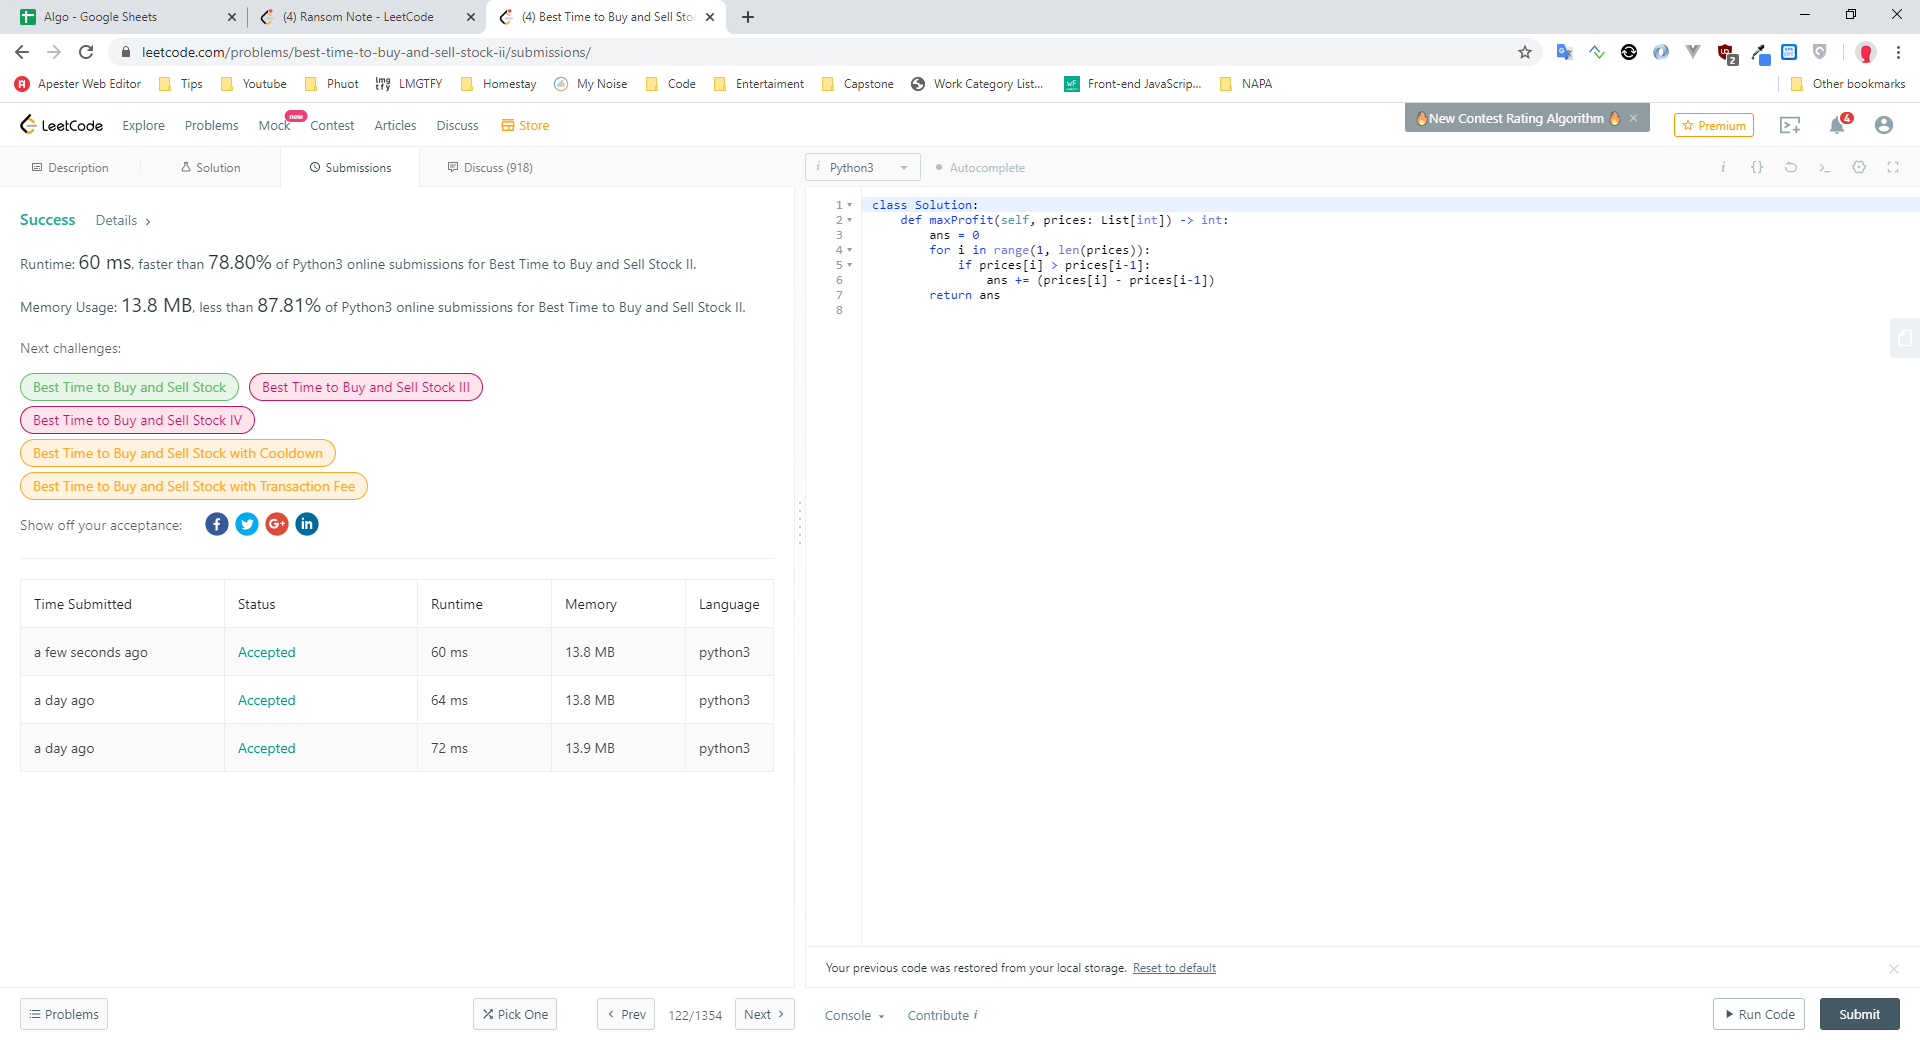 Algo - Google Sheets
(4) Ransom Note - LeetCode
(4) Best Time to Buy and Sell Sto
leetcode.com/problems/best-time-to-buy-and-sell-stock-ii/submissions/
2
Apester Web Editor Tips Youtube Phuot LMGTFY Homestay My Noise Code Entertaiment Capstone Work Category List... Front-end JavaScrip... NAPA Other bookmarks
LeetCode Explore Problems Mock new Contest Articles Discuss Store
🔥New Contest Rating Algorithm 🔥 ×
Premium
4
Description Solution Submissions Discuss (918)
i Python3 Autocomplete
Success Details >
Runtime: 60 ms, faster than 78.80% of Python3 online submissions for Best Time to Buy and Sell Stock II.
Memory Usage: 13.8 MB, less than 87.81% of Python3 online submissions for Best Time to Buy and Sell Stock II.
Next challenges:
Best Time to Buy and Sell Stock Best Time to Buy and Sell Stock III
Best Time to Buy and Sell Stock IV
Best Time to Buy and Sell Stock with Cooldown
Best Time to Buy and Sell Stock with Transaction Fee
Show off your acceptance:
Time Submitted Status Runtime Memory Language
a few seconds ago Accepted 60 ms 13.8 MB python3
a day ago Accepted 64 ms 13.8 MB python3
a day ago Accepted 72 ms 13.9 MB python3
1 class Solution:
2     def maxProfit(self, prices: List[int]) -> int:
3         ans = 0
4         for i in range(1, len(prices)):
5             if prices[i] > prices[i-1]:
6                 ans += (prices[i] - prices[i-1])
7         return ans
8
Your previous code was restored from your local storage. Reset to default
Problems Pick One < Prev 122/1354 Next >
Console Contribute i Run Code Submit